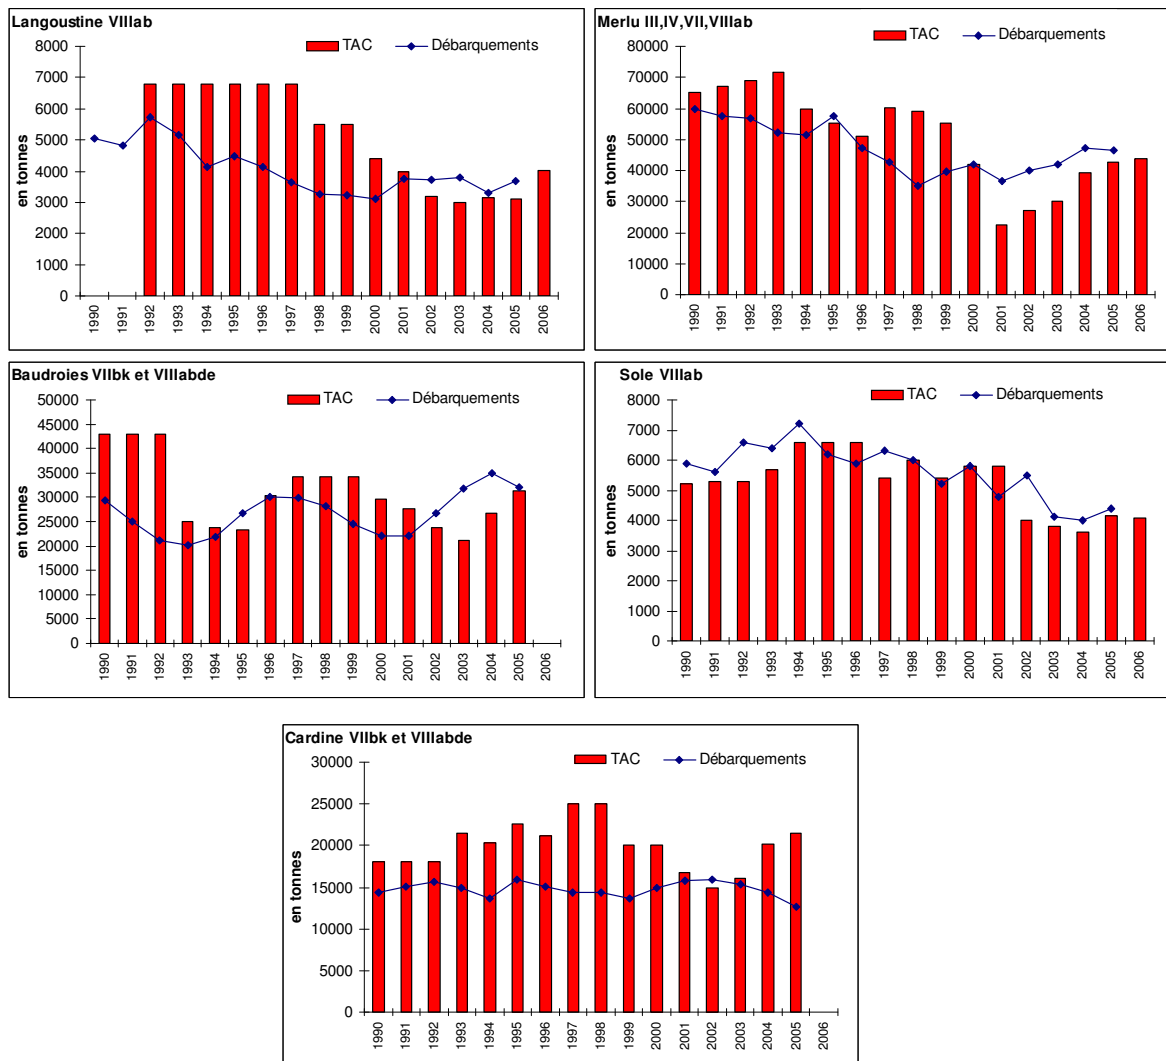 Langoustine VIIIab
TAC Débarquements
8000
7000
6000
5000
4000
3000
2000
1000
0
en tonnes
1990 1991 1992 1993 1994 1995 1996 1997 1998 1999 2000 2001 2002 2003 2004 2005 2006
Merlu III,IV,VII,VIIIab
TAC Débarquements
80000
70000
60000
50000
40000
30000
20000
10000
0
en tonnes
1990 1991 1992 1993 1994 1995 1996 1997 1998 1999 2000 2001 2002 2003 2004 2005 2006
Baudroies VIIbk et VIIIabde
TAC Débarquements
50000
45000
40000
35000
30000
25000
20000
15000
10000
5000
0
en tonnes
1990 1991 1992 1993 1994 1995 1996 1997 1998 1999 2000 2001 2002 2003 2004 2005 2006
Sole VIIIab
TAC Débarquements
8000
7000
6000
5000
4000
3000
2000
1000
0
en tonnes
1990 1991 1992 1993 1994 1995 1996 1997 1998 1999 2000 2001 2002 2003 2004 2005 2006
Cardine VIIbk et VIIIabde
TAC Débarquements
30000
25000
20000
15000
10000
5000
0
en tonnes
1990 1991 1992 1993 1994 1995 1996 1997 1998 1999 2000 2001 2002 2003 2004 2005 2006